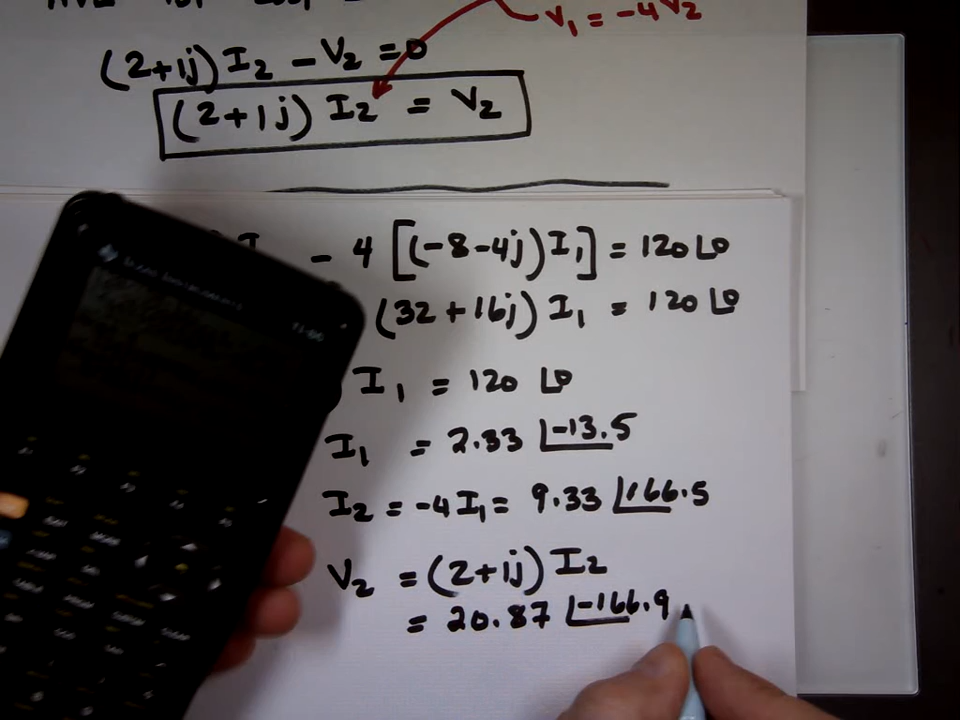 V₁ = -4V₂
(2+1j) I₂ - V₂ = 0
(2+1j) I₂ = V₂
- 4 [(-8-4j) I₁] = 120 ∠0
(32+16j) I₁ = 120 ∠0
I₁ = 120 ∠0
I₁ = 2.33 ∠-13.5
I₂ = -4I₁ = 9.33 ∠166.5
V₂ = (2+1j) I₂
= 20.87 ∠-166.9